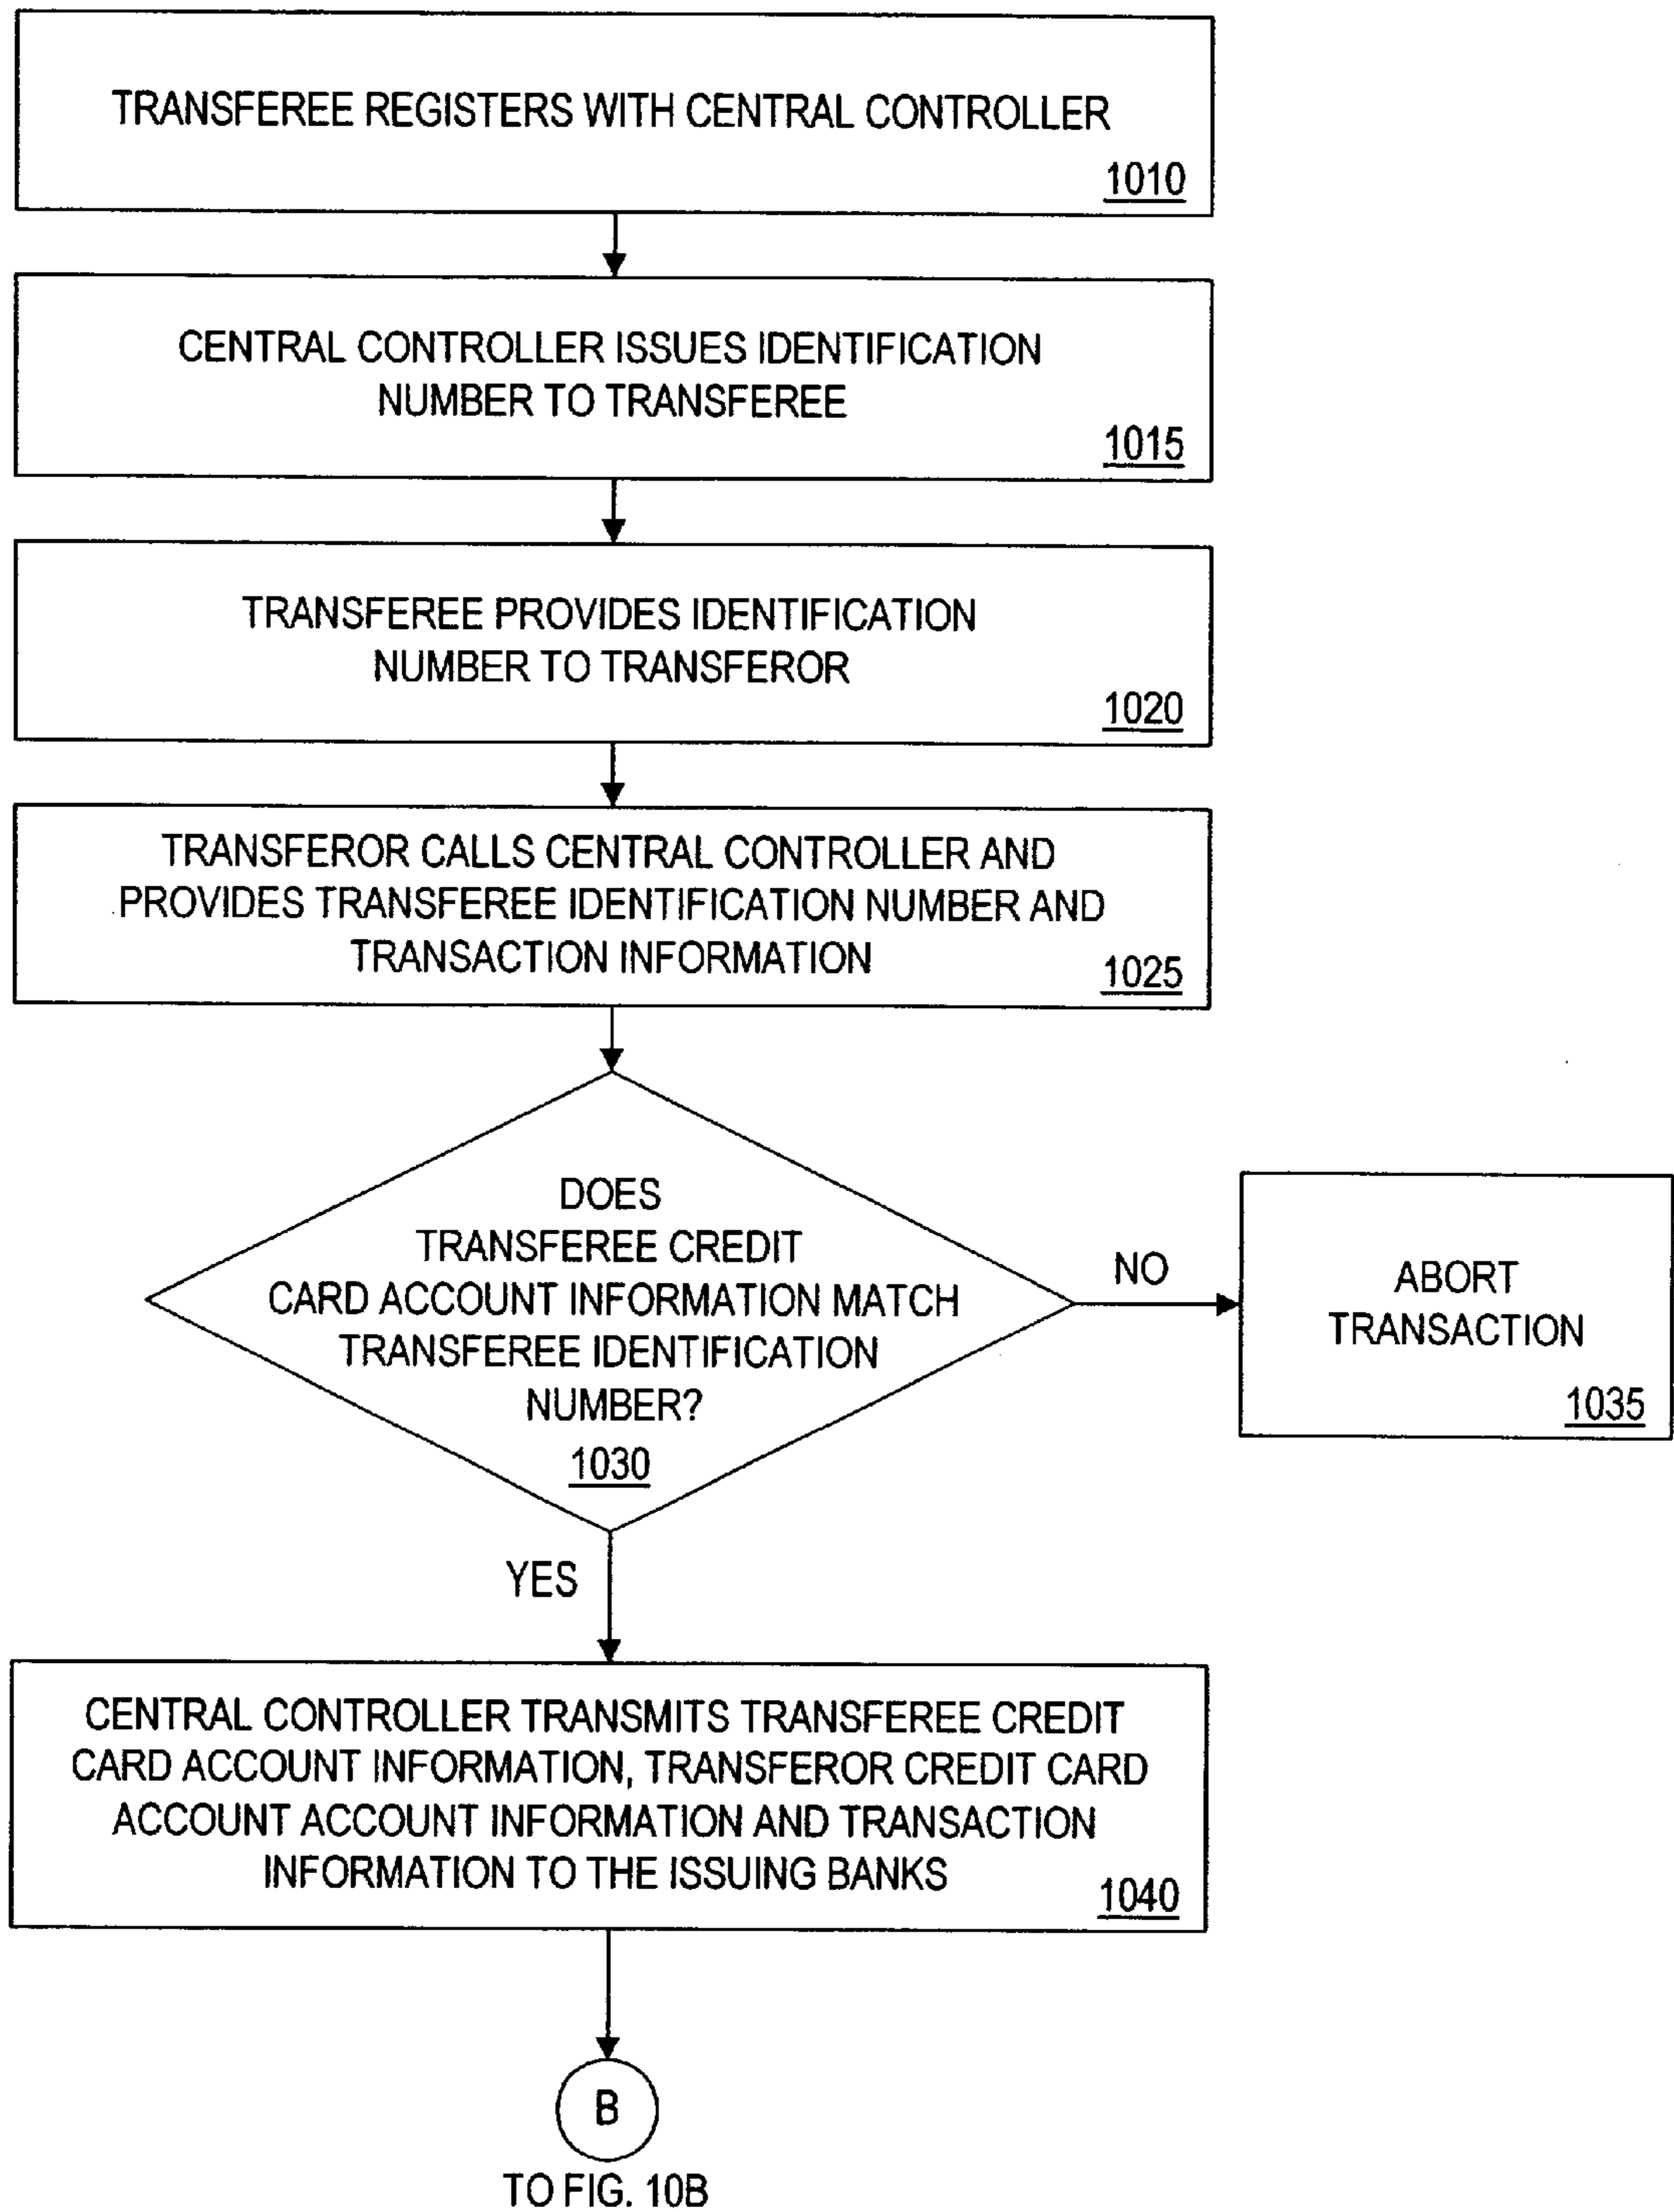 TRANSFEREE REGISTERS WITH CENTRAL CONTROLLER
1010
CENTRAL CONTROLLER ISSUES IDENTIFICATION
NUMBER TO TRANSFEREE
1015
TRANSFEREE PROVIDES IDENTIFICATION
NUMBER TO TRANSFEROR
1020
TRANSFEROR CALLS CENTRAL CONTROLLER AND
PROVIDES TRANSFEREE IDENTIFICATION NUMBER AND
TRANSACTION INFORMATION
1025
DOES
TRANSFEREE CREDIT
CARD ACCOUNT INFORMATION MATCH
TRANSFEREE IDENTIFICATION
NUMBER?
1030
NO
ABORT
TRANSACTION
1035
YES
CENTRAL CONTROLLER TRANSMITS TRANSFEREE CREDIT
CARD ACCOUNT INFORMATION, TRANSFEROR CREDIT CARD
ACCOUNT ACCOUNT INFORMATION AND TRANSACTION
INFORMATION TO THE ISSUING BANKS
1040
B
TO FIG. 10B